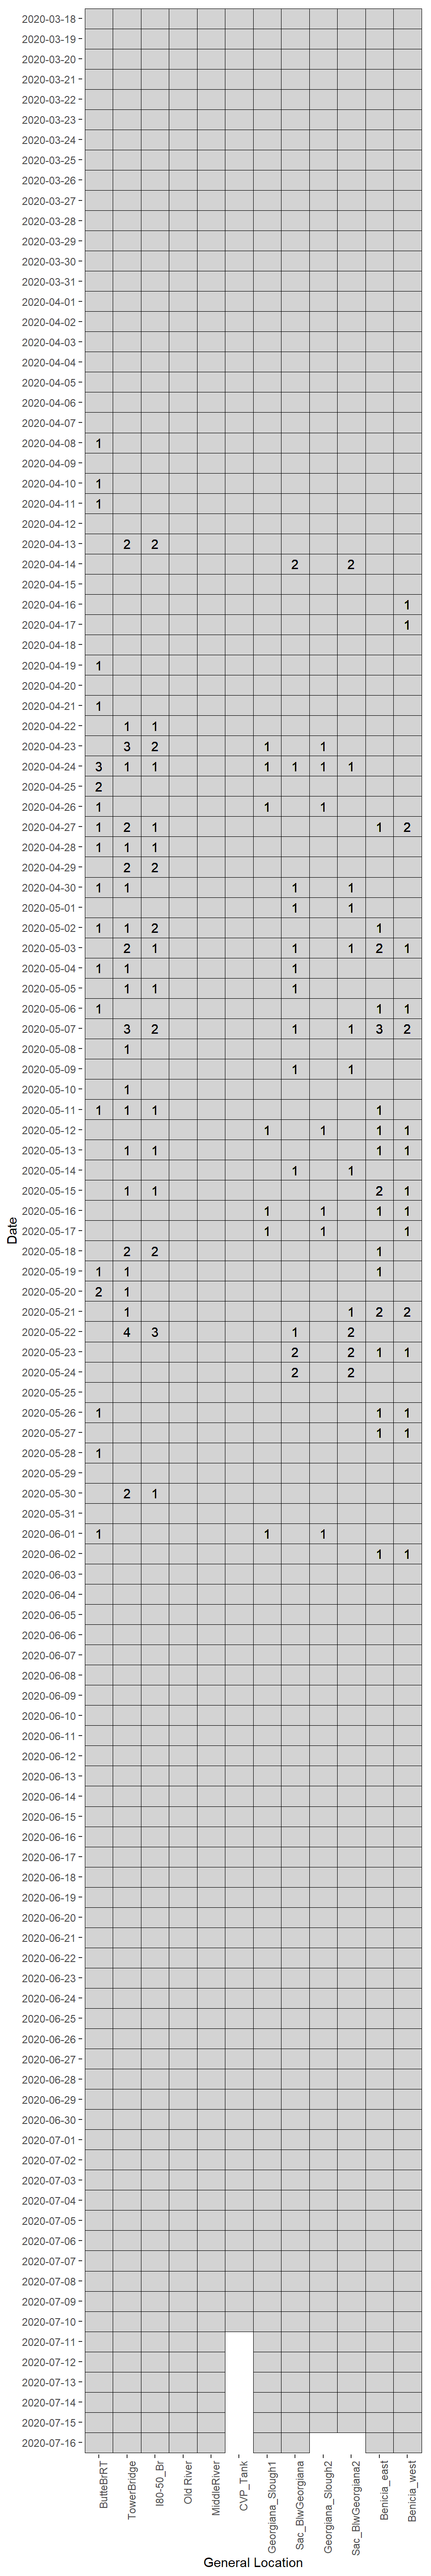 2020-03-18
2020-03-19
2020-03-20
2020-03-21
2020-03-22
2020-03-23
2020-03-24
2020-03-25
2020-03-26
2020-03-27
2020-03-28
2020-03-29
2020-03-30
2020-03-31
2020-04-01
2020-04-02
2020-04-03
2020-04-04
2020-04-05
2020-04-06
2020-04-07
2020-04-08 1
2020-04-09
2020-04-10 1
2020-04-11 1
2020-04-12
2020-04-13 2 2
2020-04-14 2 2
2020-04-15
2020-04-16 1
2020-04-17 1
2020-04-18
2020-04-19 1
2020-04-20
2020-04-21 1
2020-04-22 1 1
2020-04-23 3 2 1 1
2020-04-24 3 1 1 1 1 1 1
2020-04-25 2
2020-04-26 1 1 1
2020-04-27 1 2 1 1 2
2020-04-28 1 1 1
2020-04-29 2 2
2020-04-30 1 1 1 1
2020-05-01 1 1
2020-05-02 1 1 2 1
2020-05-03 2 1 1 1 2 1
2020-05-04 1 1 1
2020-05-05 1 1 1
2020-05-06 1 1 1
2020-05-07 3 2 1 1 3 2
2020-05-08 1
2020-05-09 1 1
2020-05-10 1
2020-05-11 1 1 1 1
2020-05-12 1 1 1 1
2020-05-13 1 1 1 1
2020-05-14 1 1
2020-05-15 1 1 2 1
2020-05-16 1 1 1 1
2020-05-17 1 1 1
2020-05-18 2 2 1
2020-05-19 1 1 1
2020-05-20 2 1
2020-05-21 1 1 2 2
2020-05-22 4 3 1 2
2020-05-23 2 2 1 1
2020-05-24 2 2
2020-05-25
2020-05-26 1 1 1
2020-05-27 1 1
2020-05-28 1
2020-05-29
2020-05-30 2 1
2020-05-31
2020-06-01 1 1 1
2020-06-02 1 1
2020-06-03
2020-06-04
2020-06-05
2020-06-06
2020-06-07
2020-06-08
2020-06-09
2020-06-10
2020-06-11
2020-06-12
2020-06-13
2020-06-14
2020-06-15
2020-06-16
2020-06-17
2020-06-18
2020-06-19
2020-06-20
2020-06-21
2020-06-22
2020-06-23
2020-06-24
2020-06-25
2020-06-26
2020-06-27
2020-06-28
2020-06-29
2020-06-30
2020-07-01
2020-07-02
2020-07-03
2020-07-04
2020-07-05
2020-07-06
2020-07-07
2020-07-08
2020-07-09
2020-07-10
2020-07-11
2020-07-12
2020-07-13
2020-07-14
2020-07-15
2020-07-16
Date
ButteBrRT
TowerBridge
I80-50_Br
Old River
MiddleRiver
CVP_Tank
Georgiana_Slough1
Sac_BlwGeorgiana
Georgiana_Slough2
Sac_BlwGeorgiana2
Benicia_east
Benicia_west
General Location